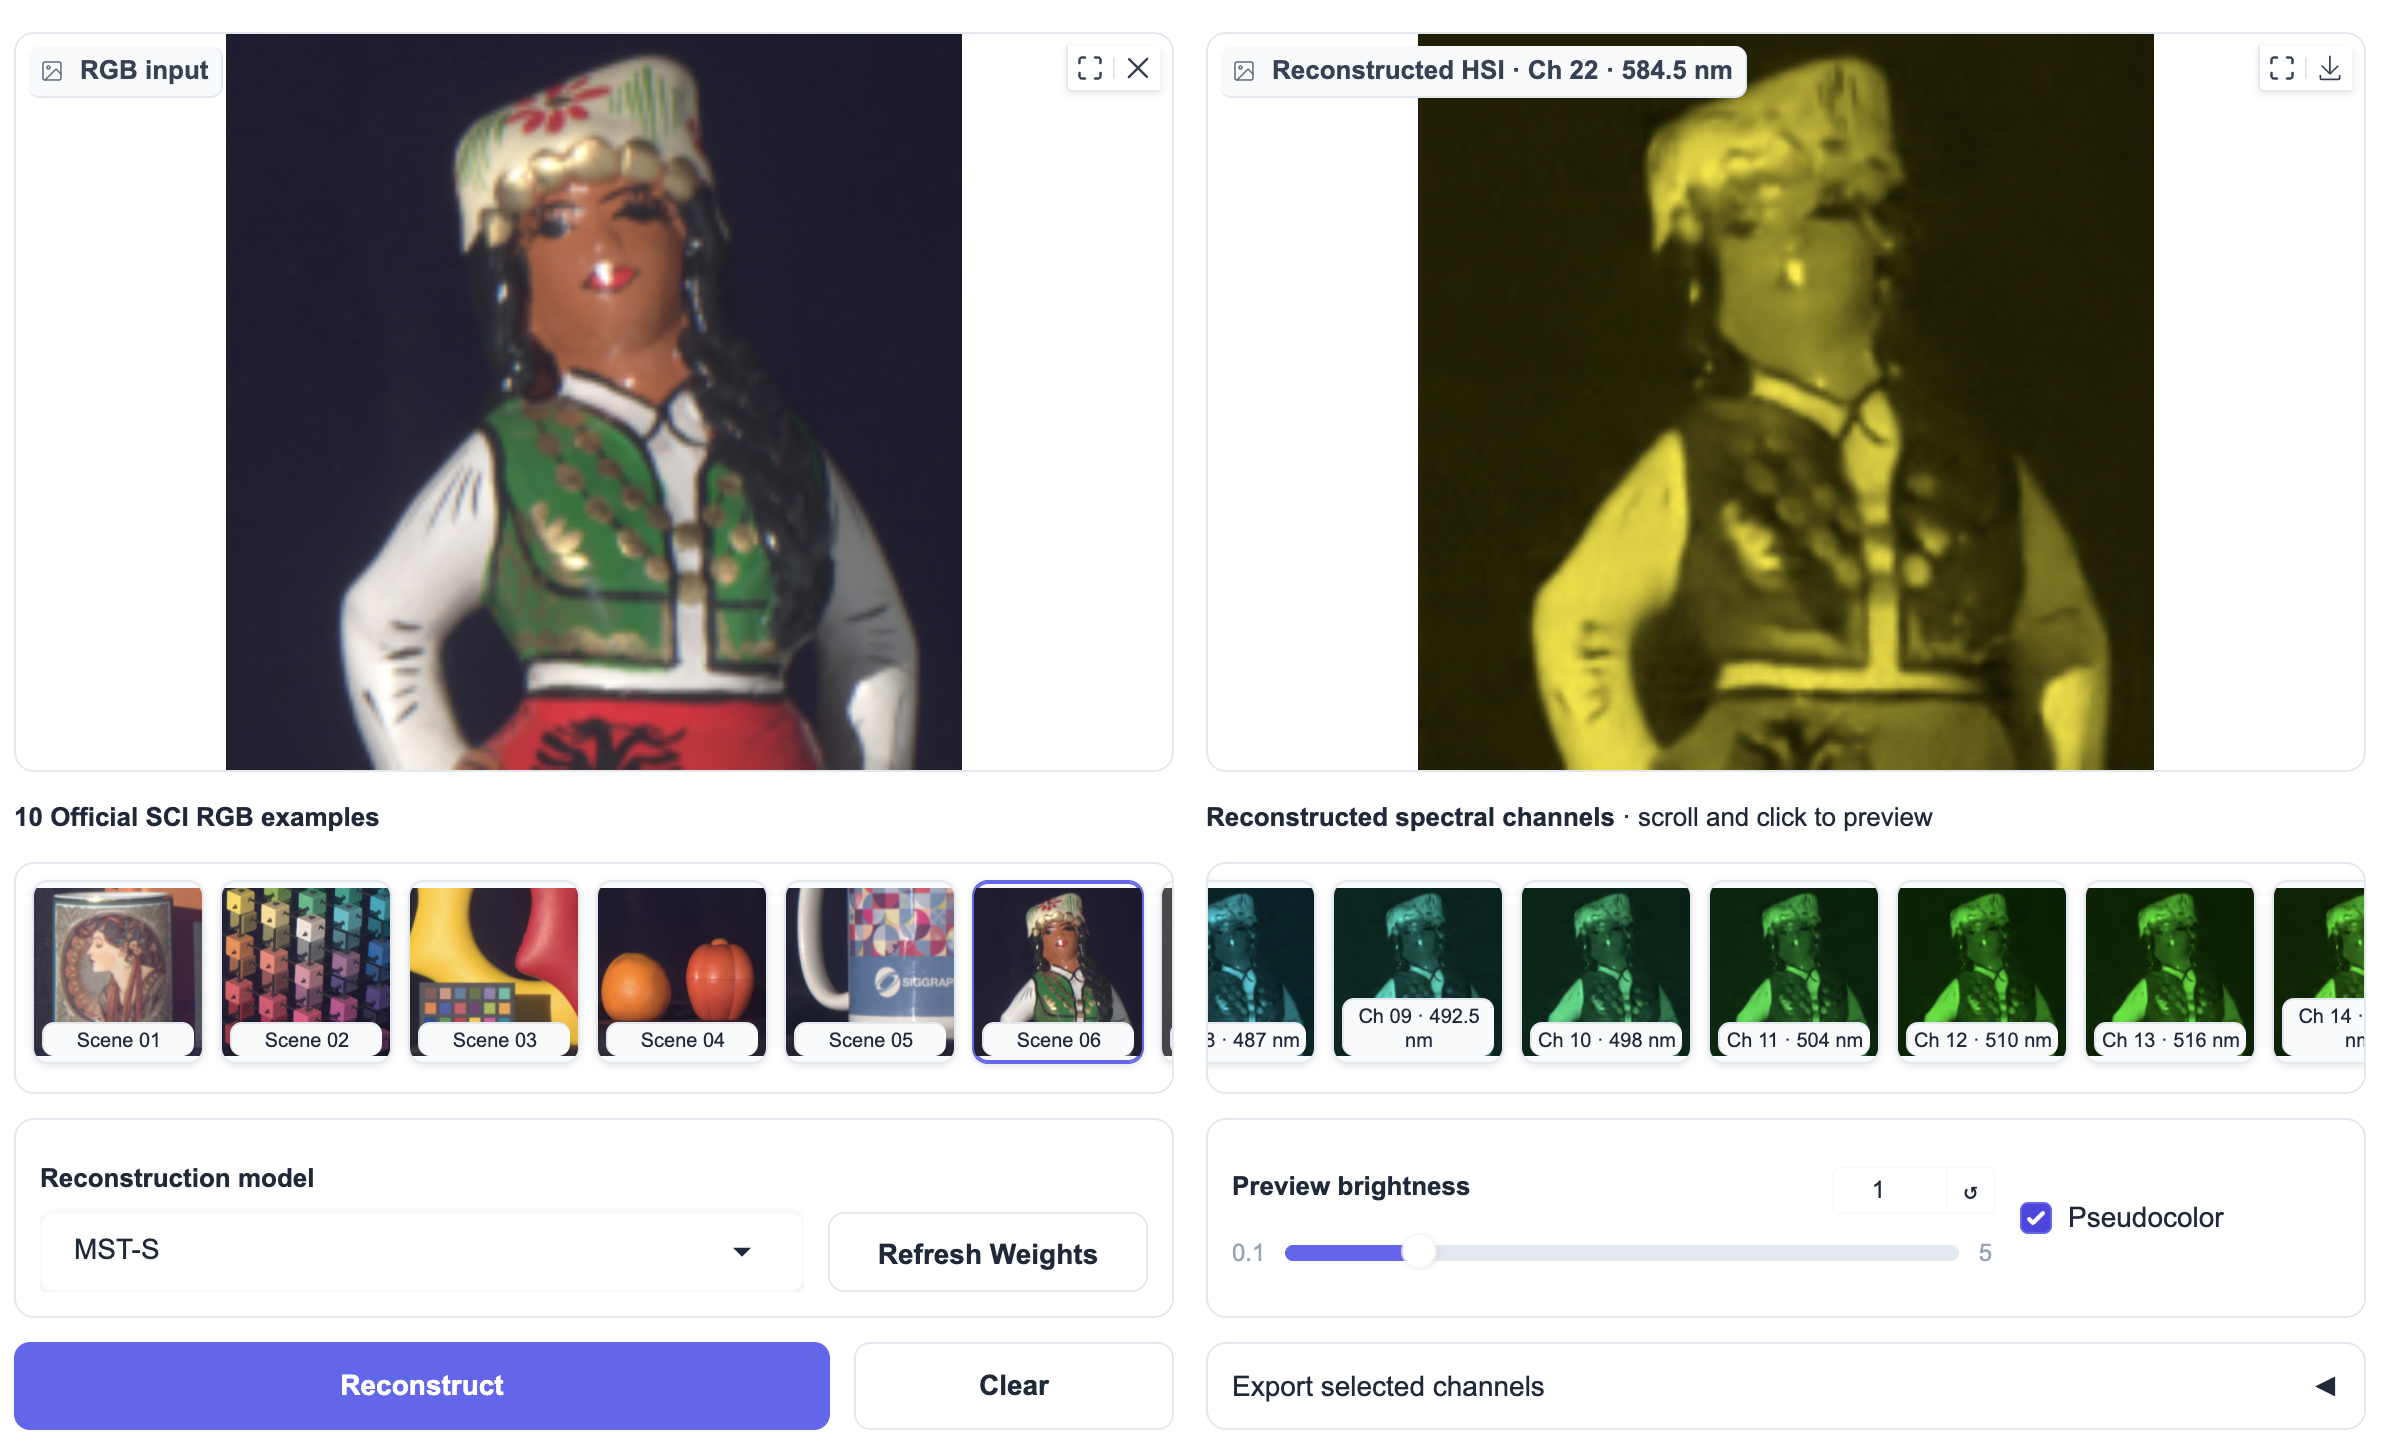 RGB input
Reconstructed HSI · Ch 22 · 584.5 nm
10 Official SCI RGB examples
Reconstructed spectral channels · scroll and click to preview
Scene 01
Scene 02
Scene 03
Scene 04
SIGGRAP
Scene 05
Scene 06
· 487 nm
Ch 09 · 492.5
nm
Ch 10 · 498 nm
Ch 11 · 504 nm
Ch 12 · 510 nm
Ch 13 · 516 nm
Ch 14 ·
Reconstruction model
MST-S
Refresh Weights
Preview brightness
1
0.1
5
Pseudocolor
Reconstruct
Clear
Export selected channels